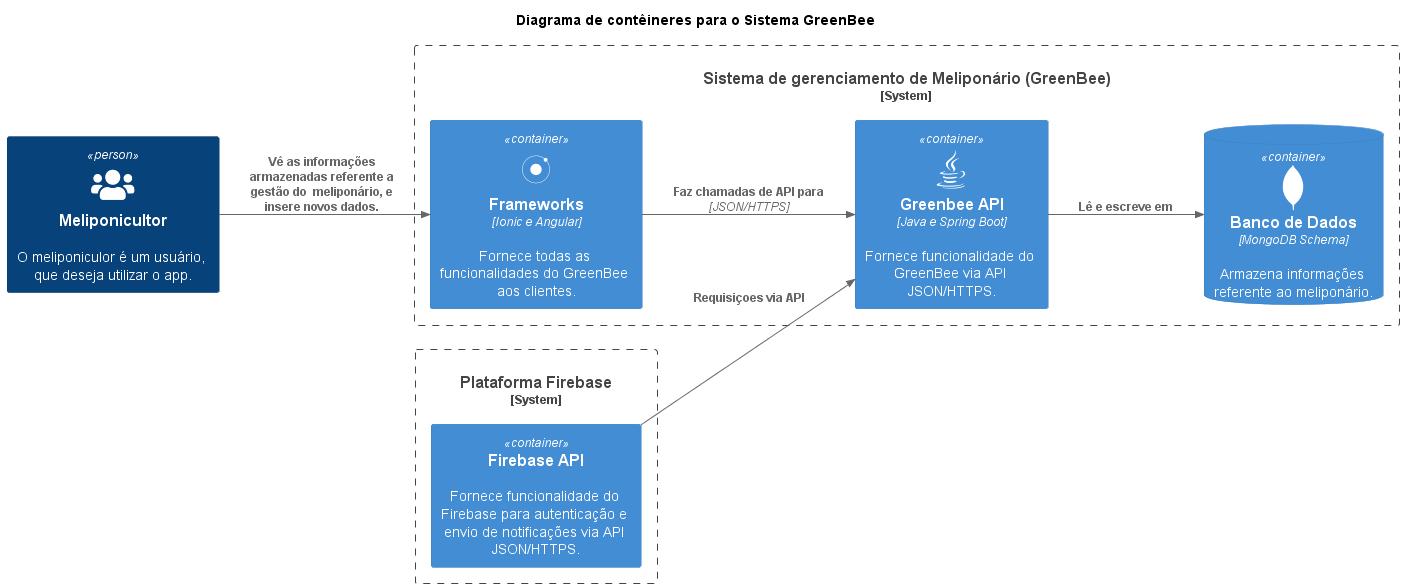 Diagrama de contêineres para o Sistema GreenBee
Sistema de gerenciamento de Meliponário (GreenBee)
[System]
«person»
Meliponicultor
O meliponiculor é um usuário,
que deseja utilizar o app.
Vé as informações
armazenadas referente a
gestão do meliponário, e
insere novos dados.
«container»
Frameworks
[Ionic e Angular]
Fornece todas as
funcionalidades do GreenBee
aos clientes.
Faz chamadas de API para
[JSON/HTTPS]
«container»
Greenbee API
[Java e Spring Boot]
Fornece funcionalidade do
GreenBee via API
JSON/HTTPS.
Lê e escreve em
«container»
Banco de Dados
[MongoDB Schema]
Armazena informações
referente ao meliponário.
Requisiçoes via API
Plataforma Firebase
[System]
«container»
Firebase API
Fornece funcionalidade do
Firebase para autenticação e
envio de notificações via API
JSON/HTTPS.